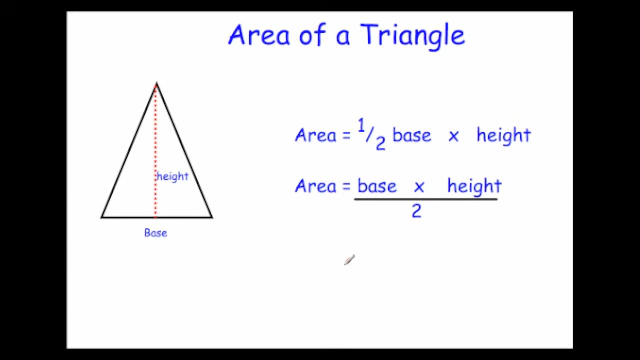 Area of a Triangle
Area = 1/2 base x height
height
Area = base x height
2
Base